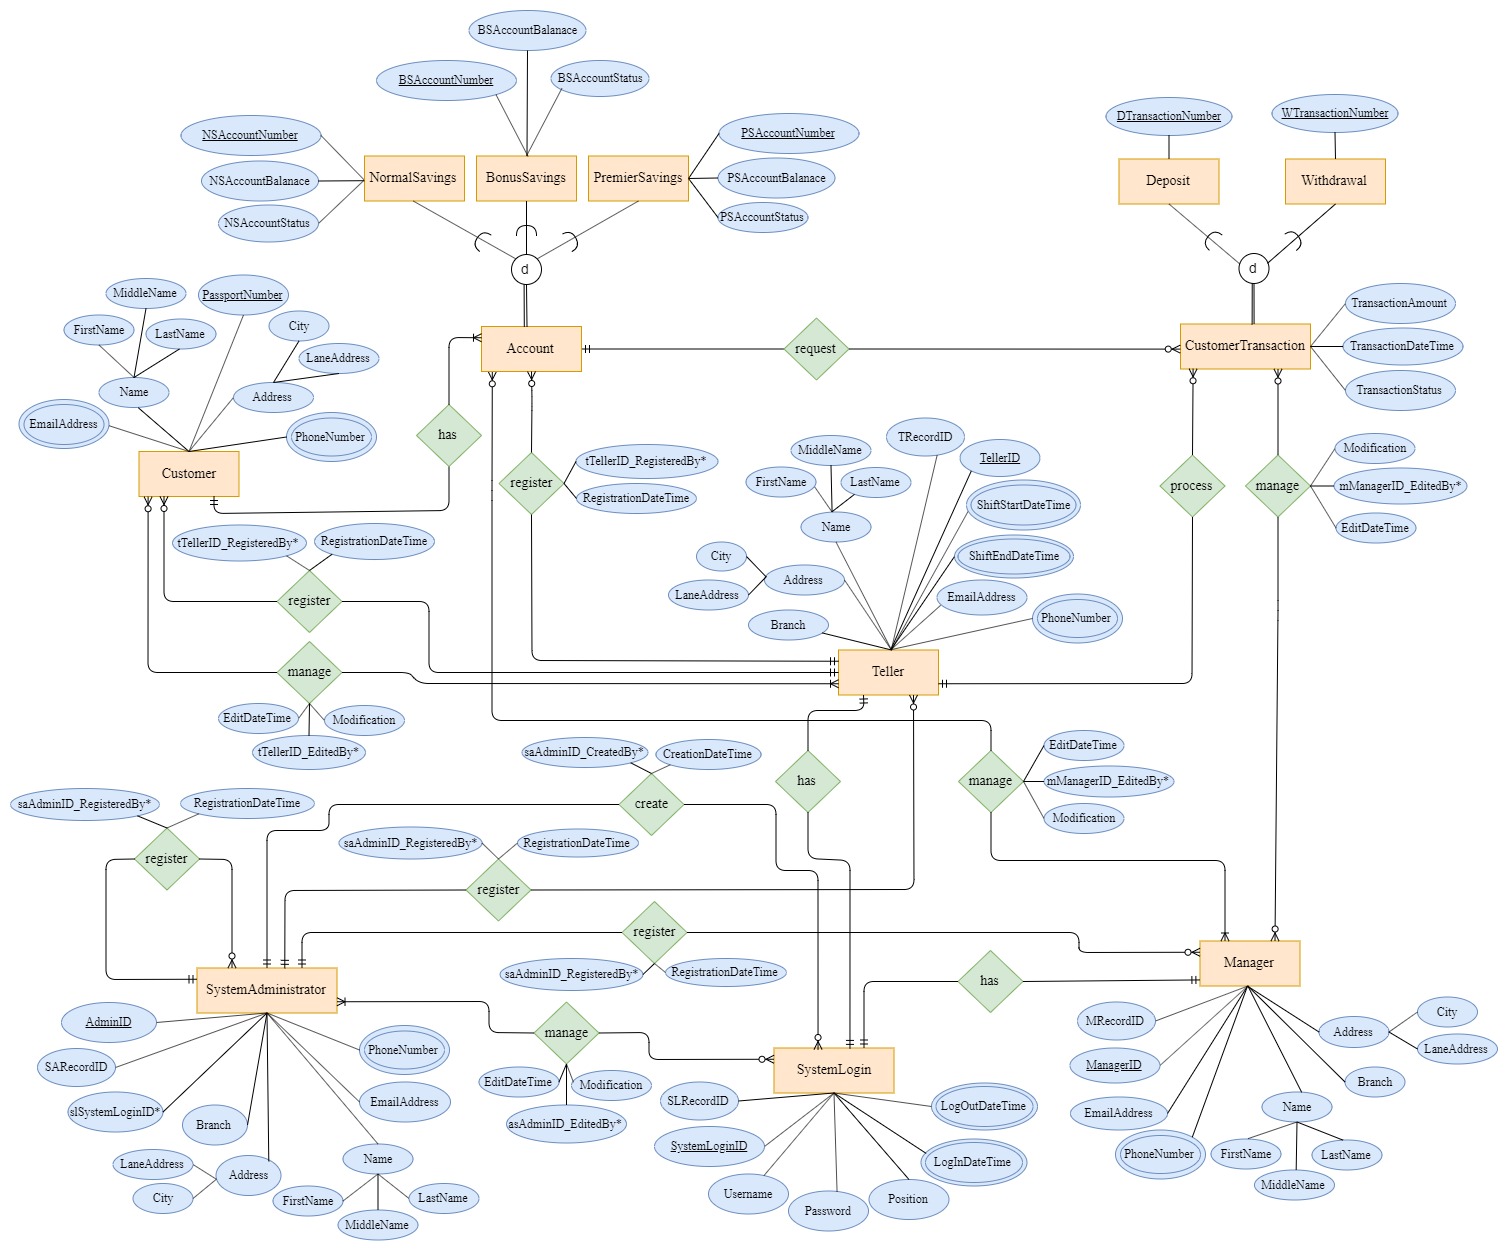 BSAccountBalanace
BSAccountNumber
BSAccountStatus
NSAccountNumber
NSAccountBalanace
NSAccountStatus
NormalSavings
BonusSavings
PremierSavings
PSAccountNumber
PSAccountBalanace
PSAccountStatus
DTransactionNumber
WTransactionNumber
Deposit
Withdrawal
d
d
MiddleName
PassportNumber
FirstName
LastName
City
LaneAddress
Name
Address
EmailAddress
PhoneNumber
Customer
Account
request
CustomerTransaction
TransactionAmount
TransactionDateTime
TransactionStatus
has
register
tTellerID_RegisteredBy*
RegistrationDateTime
TRecordID
MiddleName
TellerID
FirstName
LastName
ShiftStartDateTime
Name
ShiftEndDateTime
City
Address
LaneAddress
EmailAddress
Branch
PhoneNumber
Teller
process
manage
Modification
mManagerID_EditedBy*
EditDateTime
tTellerID_RegisteredBy*
RegistrationDateTime
register
manage
EditDateTime
Modification
tTellerID_EditedBy*
saAdminID_CreatedBy*
CreationDateTime
create
has
manage
EditDateTime
mManagerID_EditedBy*
Modification
saAdminID_RegisteredBy*
RegistrationDateTime
register
saAdminID_RegisteredBy*
RegistrationDateTime
register
register
saAdminID_RegisteredBy*
RegistrationDateTime
has
Manager
SystemAdministrator
manage
EditDateTime
Modification
asAdminID_EditedBy*
SystemLogin
AdminID
SARecordID
slSystemLoginID*
Branch
Address
LaneAddress
City
PhoneNumber
EmailAddress
Name
FirstName
LastName
MiddleName
SLRecordID
SystemLoginID
Username
Password
Position
LogInDateTime
LogOutDateTime
MRecordID
ManagerID
EmailAddress
PhoneNumber
Name
FirstName
LastName
MiddleName
Branch
Address
City
LaneAddress